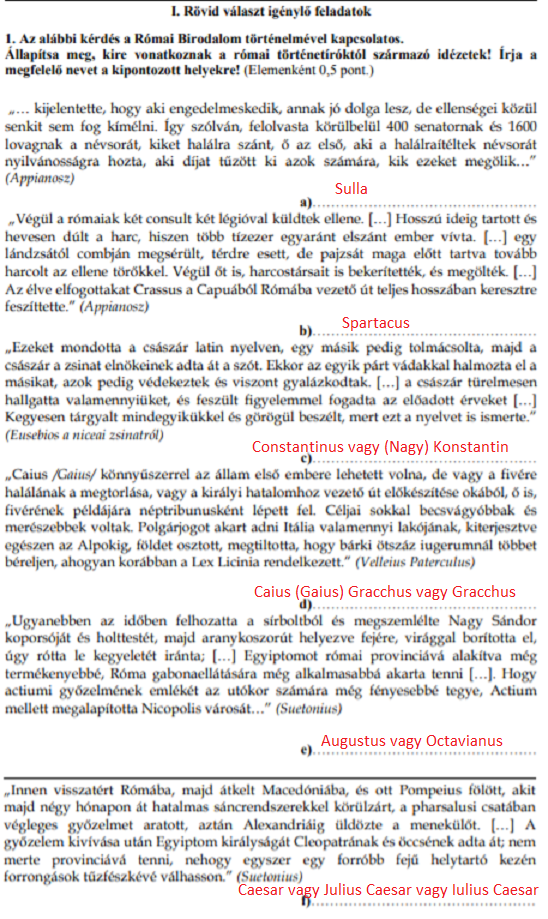 I. Rövid választ igénylő feladatok
1. Az alábbi kérdés a Római Birodalom történelmével kapcsolatos.
Állapítsa meg, kire vonatkoznak a római történetíróktól származó idézetek! Írja a
megfelelő nevet a kipontozott helyekre! (Elemenként 0,5 pont.)
„… kijelentette, hogy aki engedelmeskedik, annak jó dolga lesz, de ellenségei közül
senkit sem fog kímélni. Így szólván, felolvasta körülbelül 400 senatornak és 1600
lovagnak a névsorát, kiket halálra szánt, ő az első, aki a halálraítéltek névsorát
nyilvánosságra hozta, aki díjat tűzött ki azok számára, kik ezeket megölik…”
(Appianosz)
Sulla
a)
„Végül a rómaiak két consult két légióval küldtek ellene. […] Hosszú ideig tartott és
hevesen dúlt a harc, hiszen több tízezer egyaránt elszánt ember vívta. […] egy
lándzsától combján megsérült, térdre esett, de pajzsát maga előtt tartva tovább
harcolt az ellene törőkkel. Végül őt is, harcostársait is bekerítették, és megölték. […]
Az élve elfogottakat Crassus a Capuából Rómába vezető út teljes hosszában keresztre
feszíttette.” (Appianosz)
Spartacus
b)
„Ezeket mondotta a császár latin nyelven, egy másik pedig tolmácsolta, majd a
császár a zsinat elnökeinek adta át a szót. Ekkor az egyik párt vádakkal halmozta el a
másikat, azok pedig védekeztek és viszont gyalázkodtak. […] a császár türelmesen
hallgatta valamennyiüket, és feszült figyelemmel fogadta az előadott érveket […]
Kegyesen tárgyalt mindegyikükkel és görögül beszélt, mert ezt a nyelvet is ismerte.”
(Eusebios a niceai zsinatról)
Constantinus vagy (Nagy) Konstantin
c)
„Caius /Gaius/ könnyűszerrel az állam első embere lehetett volna, de vagy a fivére
halálának a megtorlása, vagy a királyi hatalomhoz vezető út előkészítése okából, ő is,
fivérének példájára néptribunusként lépett fel. Céljai sokkal becsvágyóbbak és
merészebbek voltak. Polgárjogot akart adni Itália valamennyi lakójának, kiterjesztve
egészen az Alpokig, földet osztott, megtiltotta, hogy bárki ötszáz iugerumnál többet
béreljen, ahogyan korábban a Lex Licinia rendelkezett.” (Velleius Paterculus)
Caius (Gaius) Gracchus vagy Gracchus
d)
„Ugyanebben az időben felhozatta a sírboltból és megszemlélte Nagy Sándor
koporsóját és holttestét, majd aranykoszorút helyezve fejére, virággal borította el,
úgy rótta le kegyeletét iránta; […] Egyiptomot római provinciává alakítva még
termékenyebbé, Róma gabonaellátására még alkalmasabbá akarta tenni […]. Hogy
actiumi győzelmének emlékét az utókor számára még fényesebbé tegye, Actium
mellett megalapította Nicopolis városát…” (Suetonius)
Augustus vagy Octavianus
e)
„Innen visszatért Rómába, majd átkelt Macedóniába, és ott Pompeius fölött, akit
majd négy hónapon át hatalmas sáncrendszerekkel körülzárt, a pharsalusi csatában
végleges győzelmet aratott, aztán Alexandriáig üldözte a menekülőt. […] A
győzelem kivívása után Egyiptom királyságát Cleopatrának és öccsének adta át; nem
merte provinciává tenni, nehogy egyszer egy forróbb fejű helytartó kezén
forrongások tűzfészkévé válhasson.” (Suetonius)
Caesar vagy Julius Caesar vagy Iulius Caesar
f)